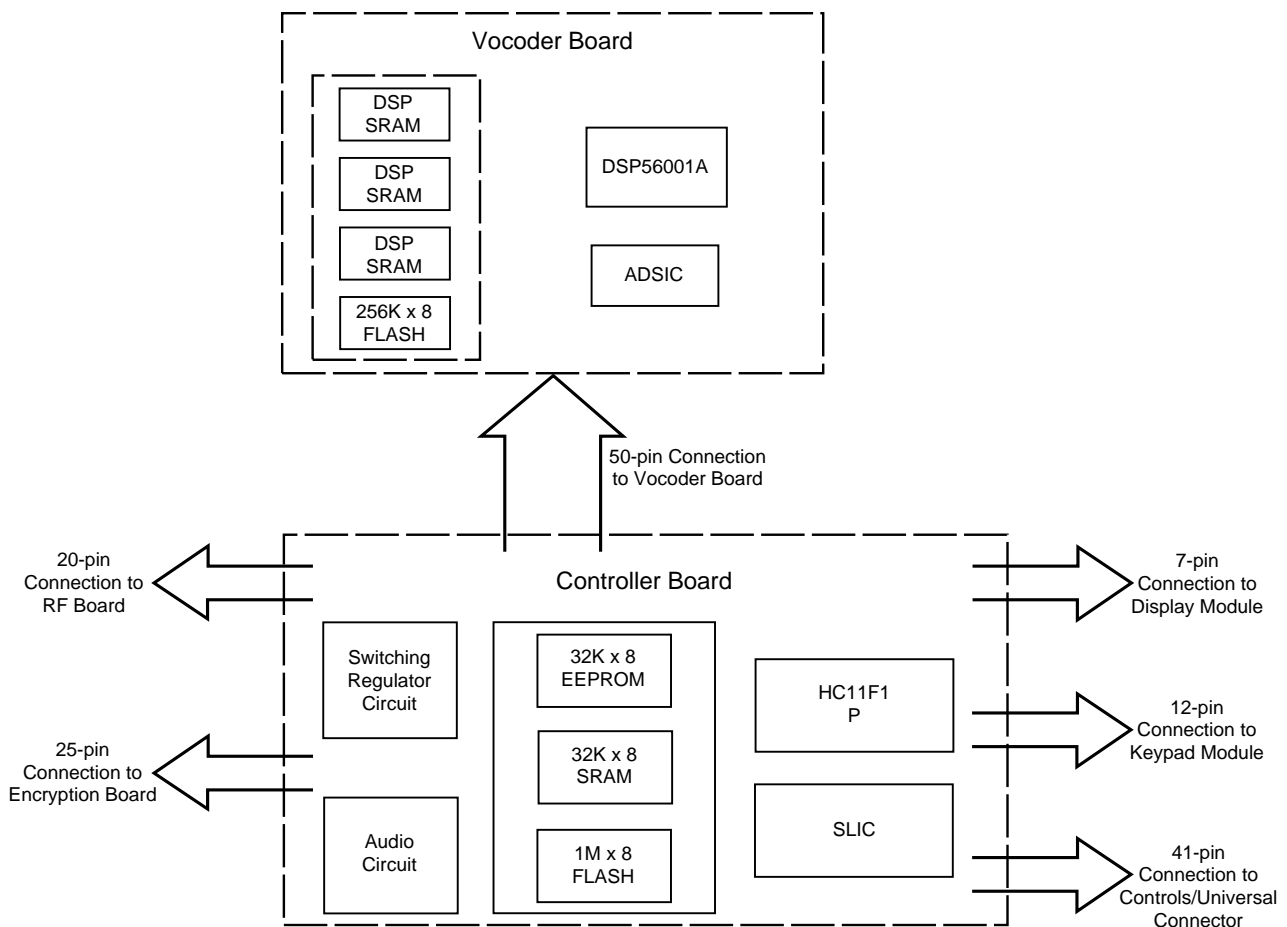 Vocoder Board
DSP
SRAM
DSP
SRAM
DSP
SRAM
256K x 8
FLASH
DSP56001A
ADSIC
50-pin Connection
to Vocoder Board
20-pin
Connection to
RF Board
25-pin
Connection to
Encryption Board
Controller Board
Switching
Regulator
Circuit
Audio
Circuit
32K x 8
EEPROM
32K x 8
SRAM
1M x 8
FLASH
HC11F1
P
SLIC
7-pin
Connection to
Display Module
12-pin
Connection to
Keypad Module
41-pin
Connection to
Controls/Universal
Connector